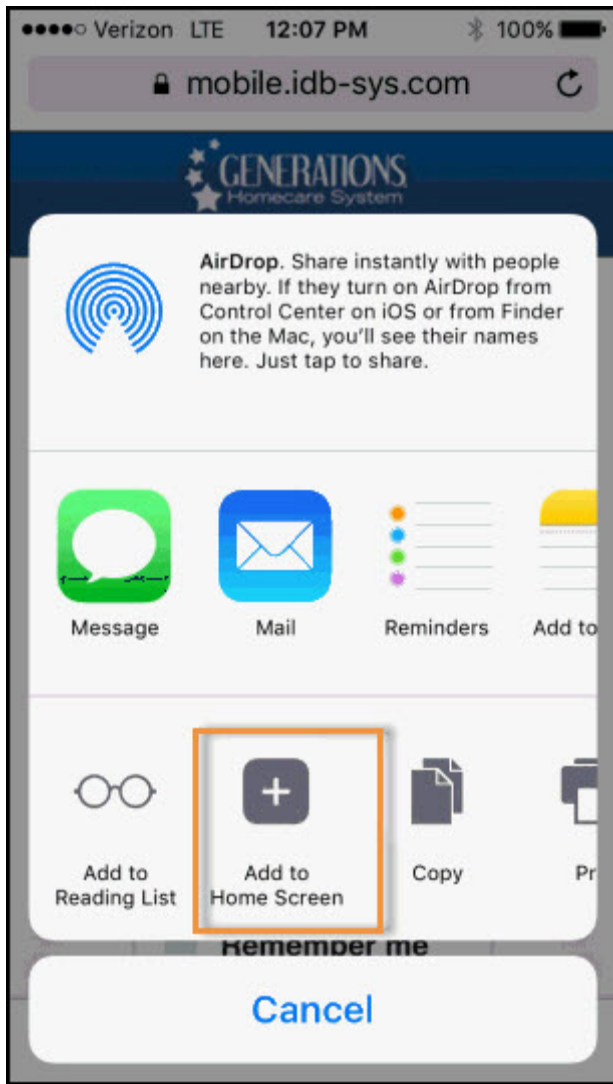 Verizon LTE 12:07 PM 100%
mobile.idb-sys.com
GENERATIONS
Homecare System
AirDrop. Share instantly with people
nearby. If they turn on AirDrop from
Control Center on iOS or from Finder
on the Mac, you'll see their names
here. Just tap to share.
Message Mail Reminders Add to
Add to
Reading List
Add to
Home Screen
Copy
Pr
Remember me
Cancel